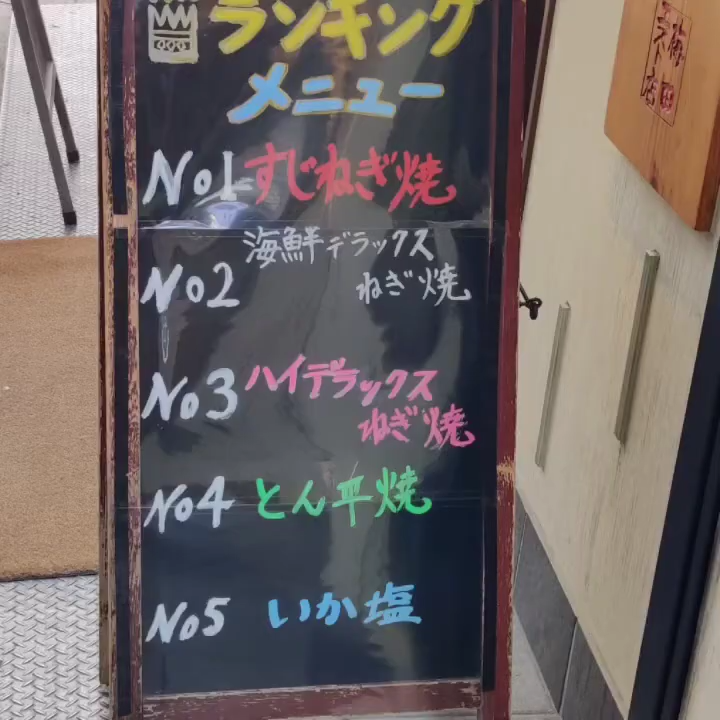 ランキング
メニュー
No1 すじねぎ焼
No2 海鮮デラックス
ねぎ焼
No3 ハイデラックス
ねぎ焼
No4 とん平焼
No5 いか塩